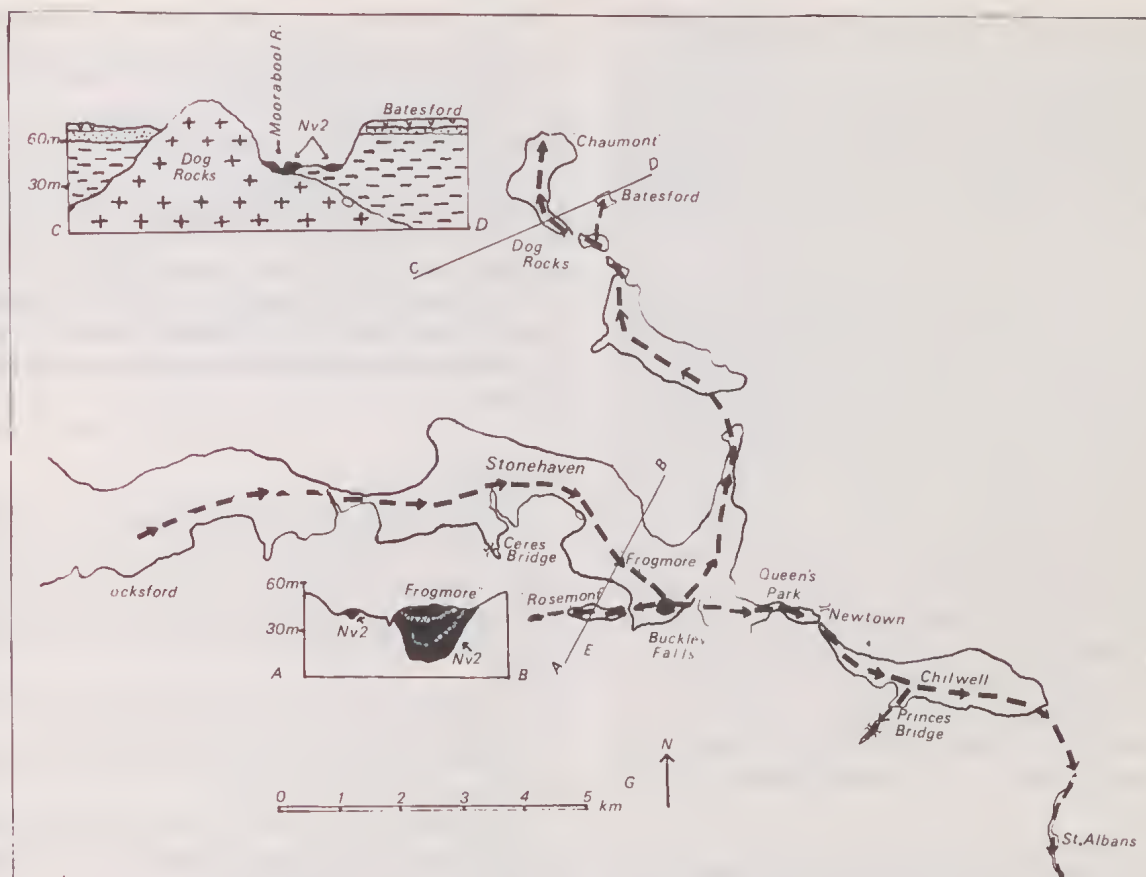 Moorabool R.
Nv2
Batesford
60m
Dog
Rocks
30m
C
D
Chaumont
D
Batesford
Dog
Rocks
C
Stonehaven
B
Ceres
Bridge
Frogmore
ocksford
Queen's
Park
Newtown
60m
Frogmore
Rosemont
30m
Nv2
Nv2
A
B
A
E
Buckley
Falls
Chilwell
Princes
Bridge
N
G
0 1 2 3 4 5
km
St. Albans